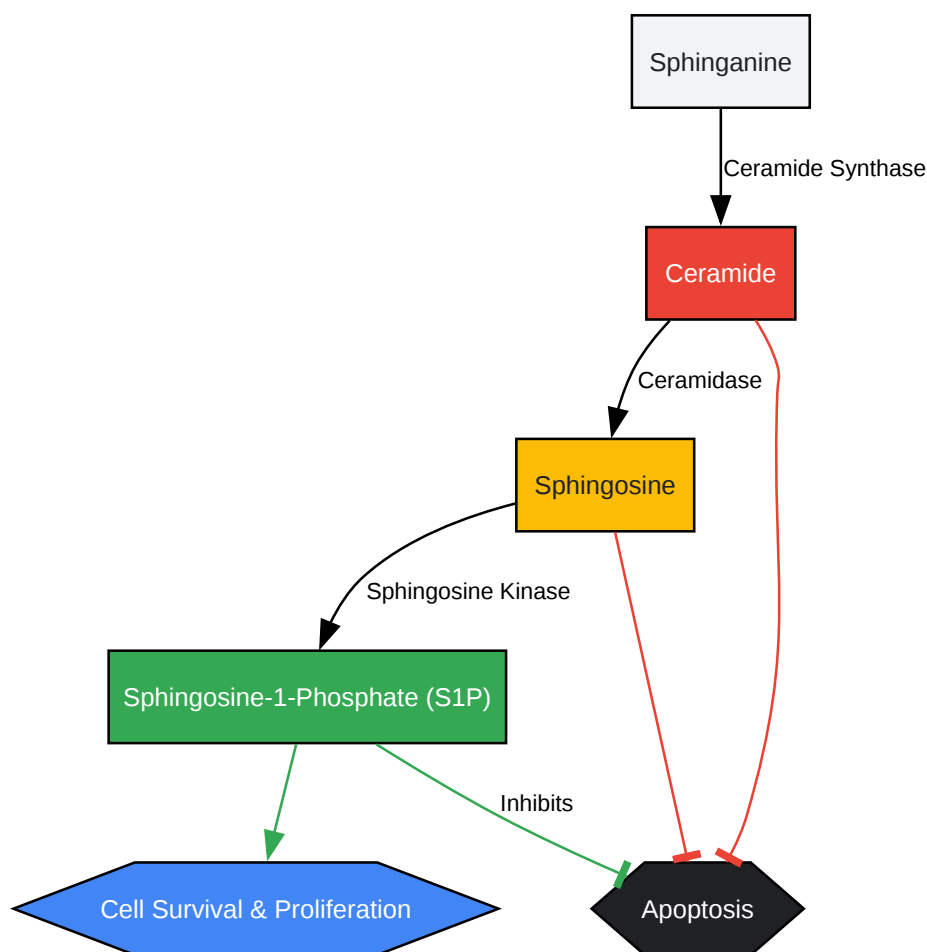 Sphinganine
Ceramide Synthase
Ceramide
Ceramidase
Sphingosine
Sphingosine Kinase
Sphingosine-1-Phosphate (S1P)
Inhibits
Cell Survival & Proliferation
Apoptosis